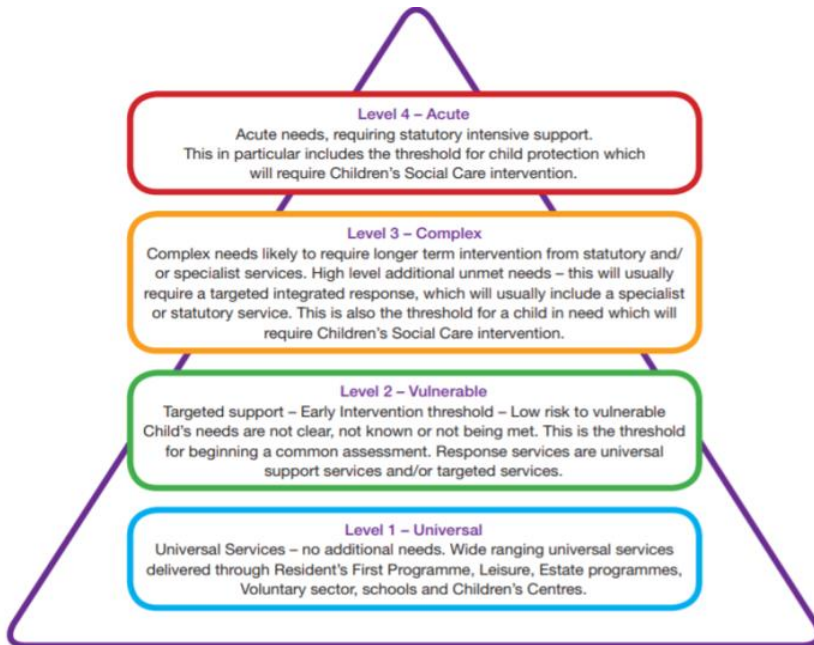 Level 4 – Acute
Acute needs, requiring statutory intensive support.
This in particular includes the threshold for child protection which
will require Children's Social Care intervention.
Level 3 – Complex
Complex needs likely to require longer term intervention from statutory and/
or specialist services. High level additional unmet needs – this will usually
require a targeted integrated response, which will usually include a specialist
or statutory service. This is also the threshold for a child in need which will
require Children's Social Care intervention.
Level 2 – Vulnerable
Targeted support – Early Intervention threshold – Low risk to vulnerable
Child's needs are not clear, not known or not being met. This is the threshold
for beginning a common assessment. Response services are universal
support services and/or targeted services.
Level 1 – Universal
Universal Services – no additional needs. Wide ranging universal services
delivered through Resident's First Programme, Leisure, Estate programmes,
Voluntary sector, schools and Children's Centres.